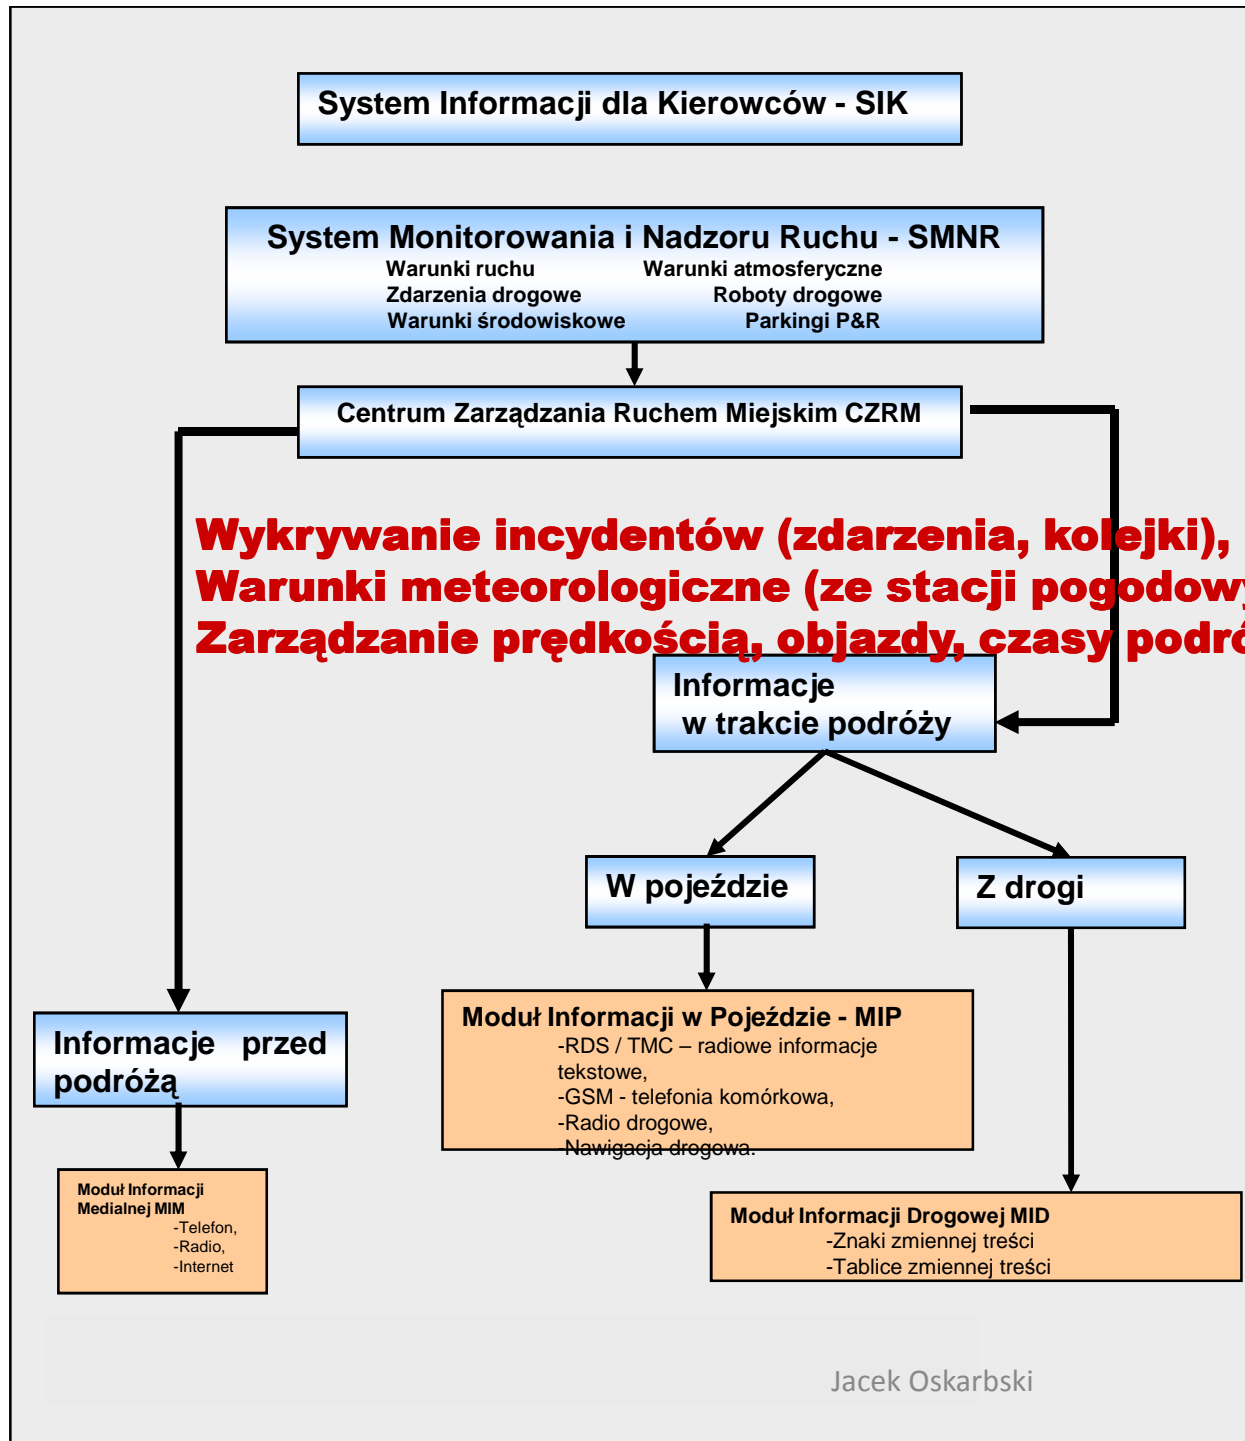 System Informacji dla Kierowców - SIK
System Monitorowania i Nadzoru Ruchu - SMNR
Warunki ruchu Warunki atmosferyczne
Zdarzenia drogowe Roboty drogowe
Warunki środowiskowe Parkingi P&R
Centrum Zarządzania Ruchem Miejskim CZRM
Wykrywanie incydentów (zdarzenia, kolejki),
Warunki meteorologiczne (ze stacji
Zarządzanie prędkością, objazdy, czasy
Informacje
w trakcie podróży
W pojeździe
Z drogi
Moduł Informacji w Pojeździe - MIP
-RDS / TMC – radiowe informacje
tekstowe,
-GSM - telefonia komórkowa,
-Radio drogowe,
-Nawigacja drogowa.
Informacje przed
podróżą
Moduł Informacji
Medialnej MIM
-Telefon,
-Radio,
-Internet
Moduł Informacji Drogowej MID
-Znaki zmiennej treści
-Tablice zmiennej treści
Jacek Oskarbski